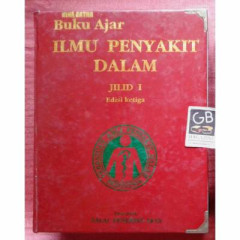 Buku Ajar
ILMU PENYAKIT
DALAM
JILID I
Edisi ketiga
GB